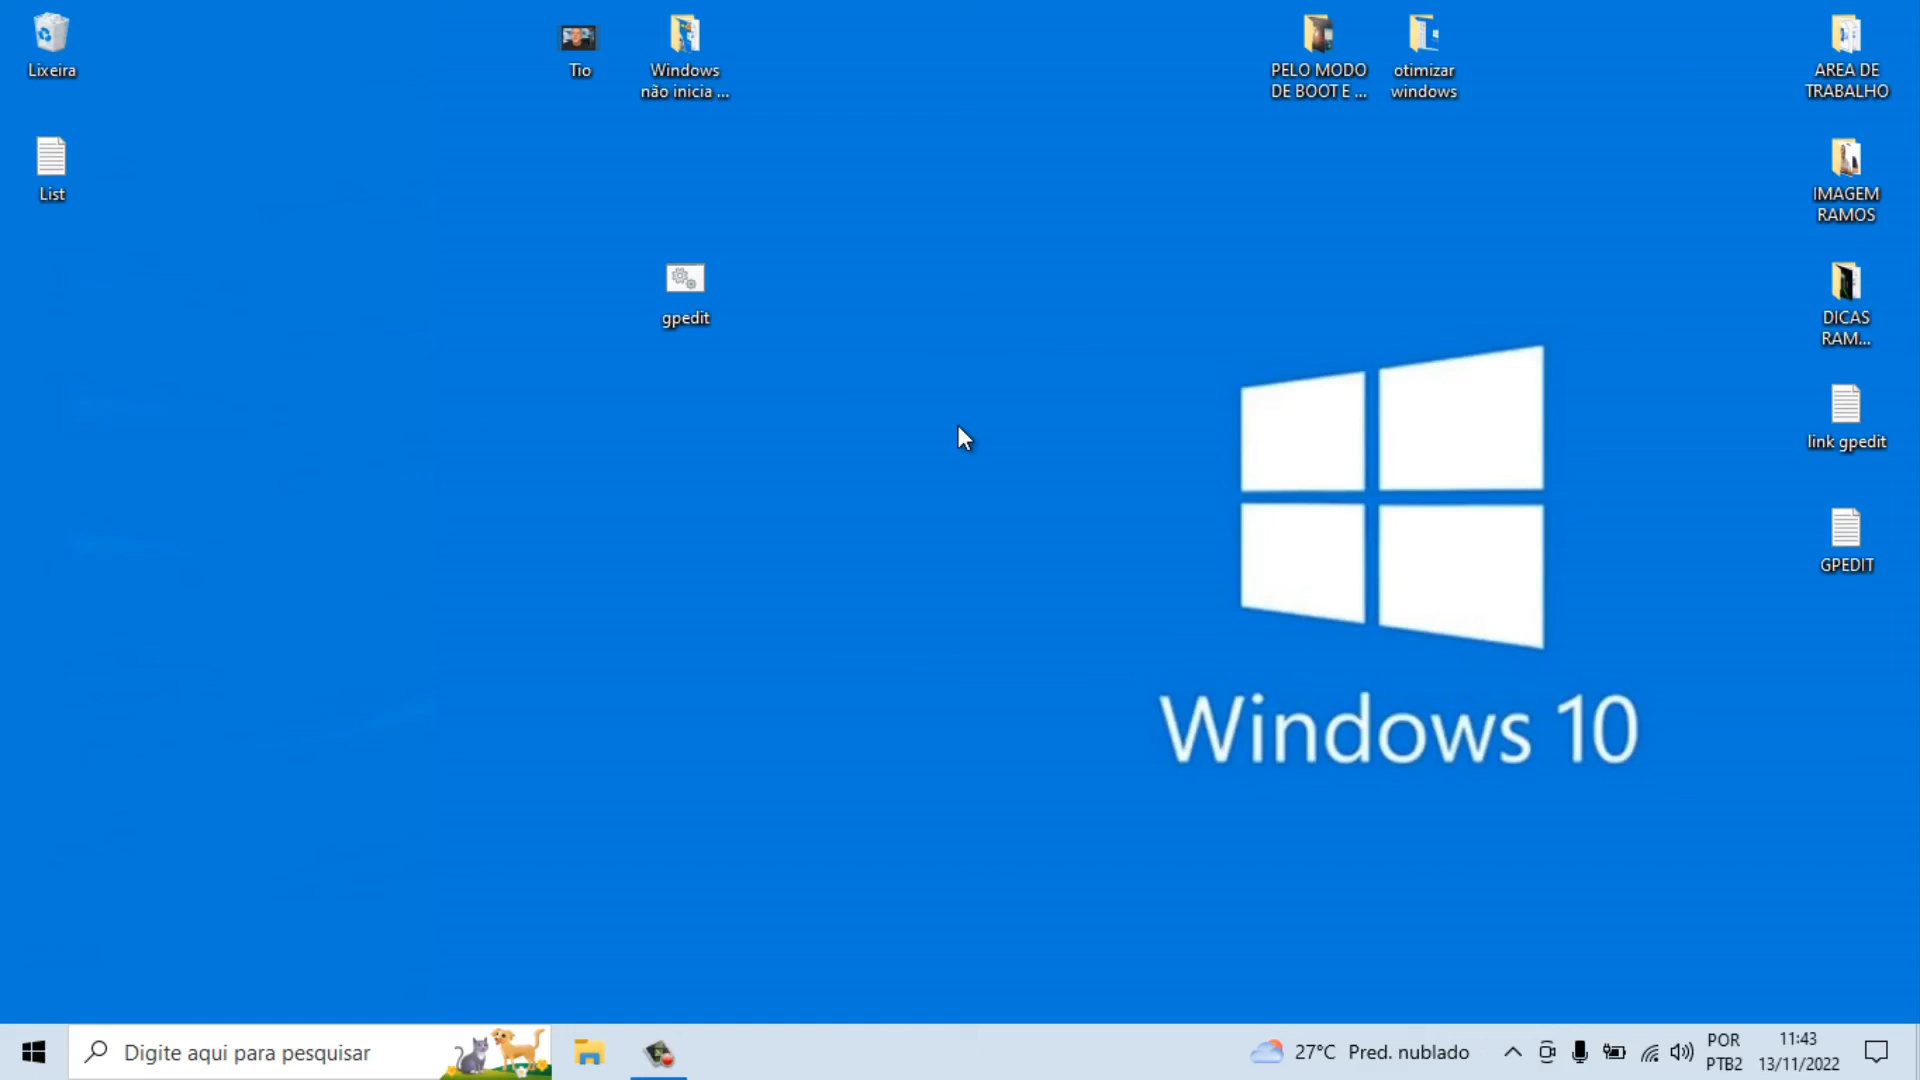 Lixeira
Tio
Windows
não inicia ...
PELO MODO
DE BOOT E ...
otimizar
windows
AREA DE
TRABALHO
List
IMAGEM
RAMOS
gpedit
DICAS
RAM...
link gpedit
GPEDIT
Windows 10
Digite aqui para pesquisar
27°C Pred. nublado
POR
PTB2
11:43
13/11/2022